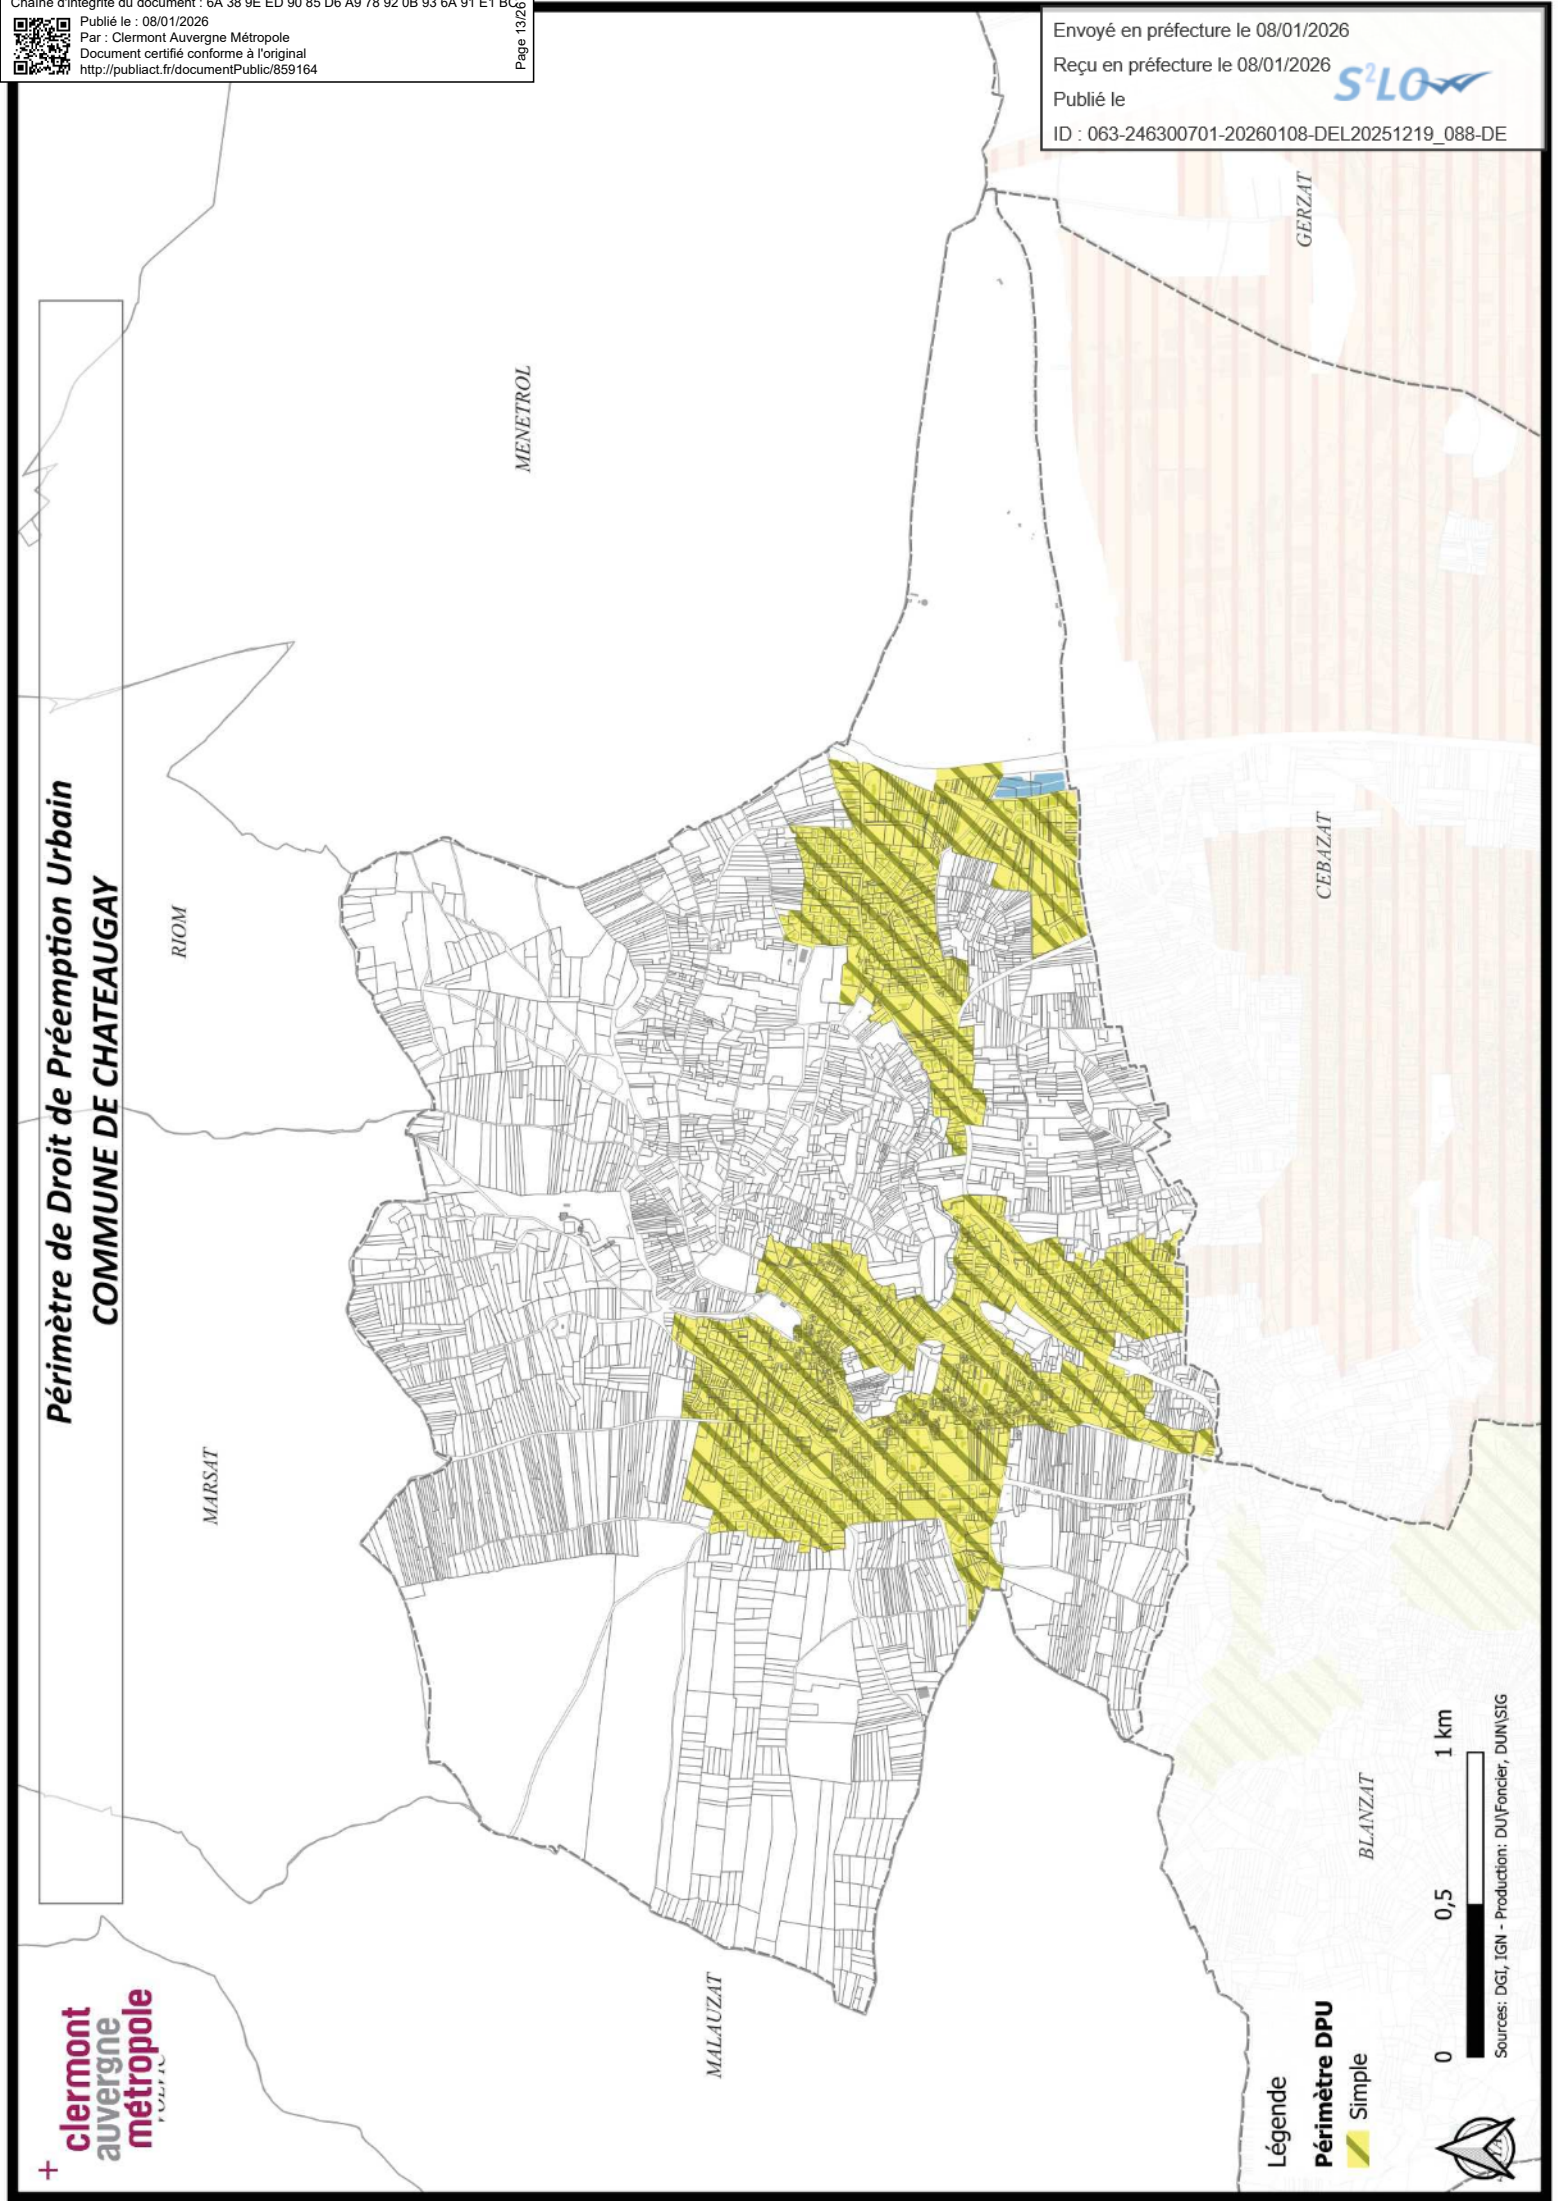 Chaîne d'intégrité du document : 6A 38 9E ED 90 85 D6 A9 78 92 0B 93 6A 91 E1 BC
Publié le : 08/01/2026
Par : Clermont Auvergne Métropole
Document certifié conforme à l'original
http://publiact.fr/documentPublic/859164
Page 13/26
Envoyé en préfecture le 08/01/2026
Reçu en préfecture le 08/01/2026
Publié le
S²LOW
ID : 063-246300701-20260108-DEL20251219_088-DE
Périmètre de Droit de Préemption Urbain
COMMUNE DE CHATEAUGAY
+
clermont
auvergne
métropole
RIOM
MARSAT
MENETROL
GERZAT
CEBAZAT
MALAUZAT
BLANZAT
Légende
Périmètre DPU
Simple
0 0,5 1 km
Sources: DGI, IGN - Production: DU\Foncier, DUN\SIG